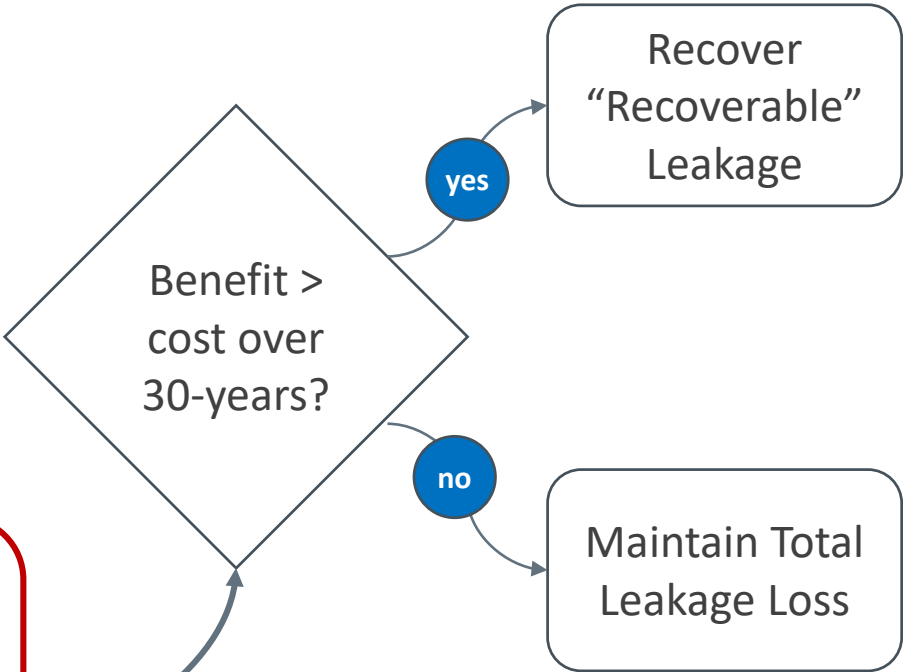 Recover
“Recoverable”
Leakage
yes
Benefit >
cost over
30-years?
no
Maintain Total
Leakage Loss